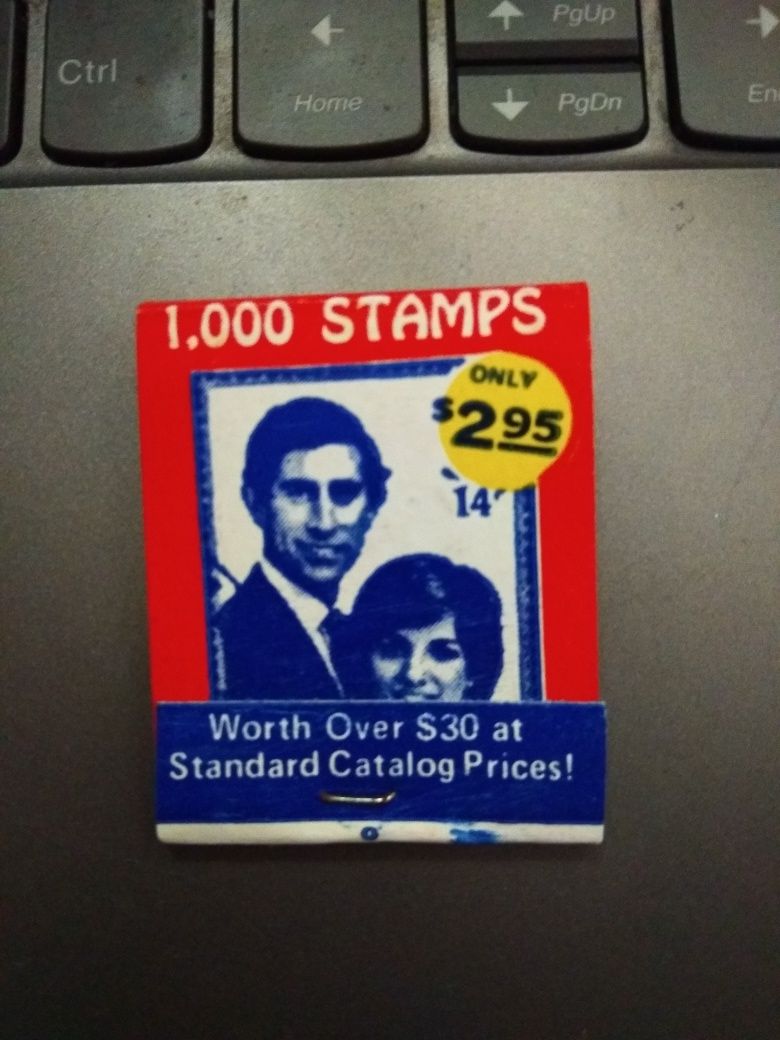 Ctrl
Home
PgUp
PgDn
1,000 STAMPS
ONLY
$2.95
14¢
Worth Over $30 at
Standard Catalog Prices!